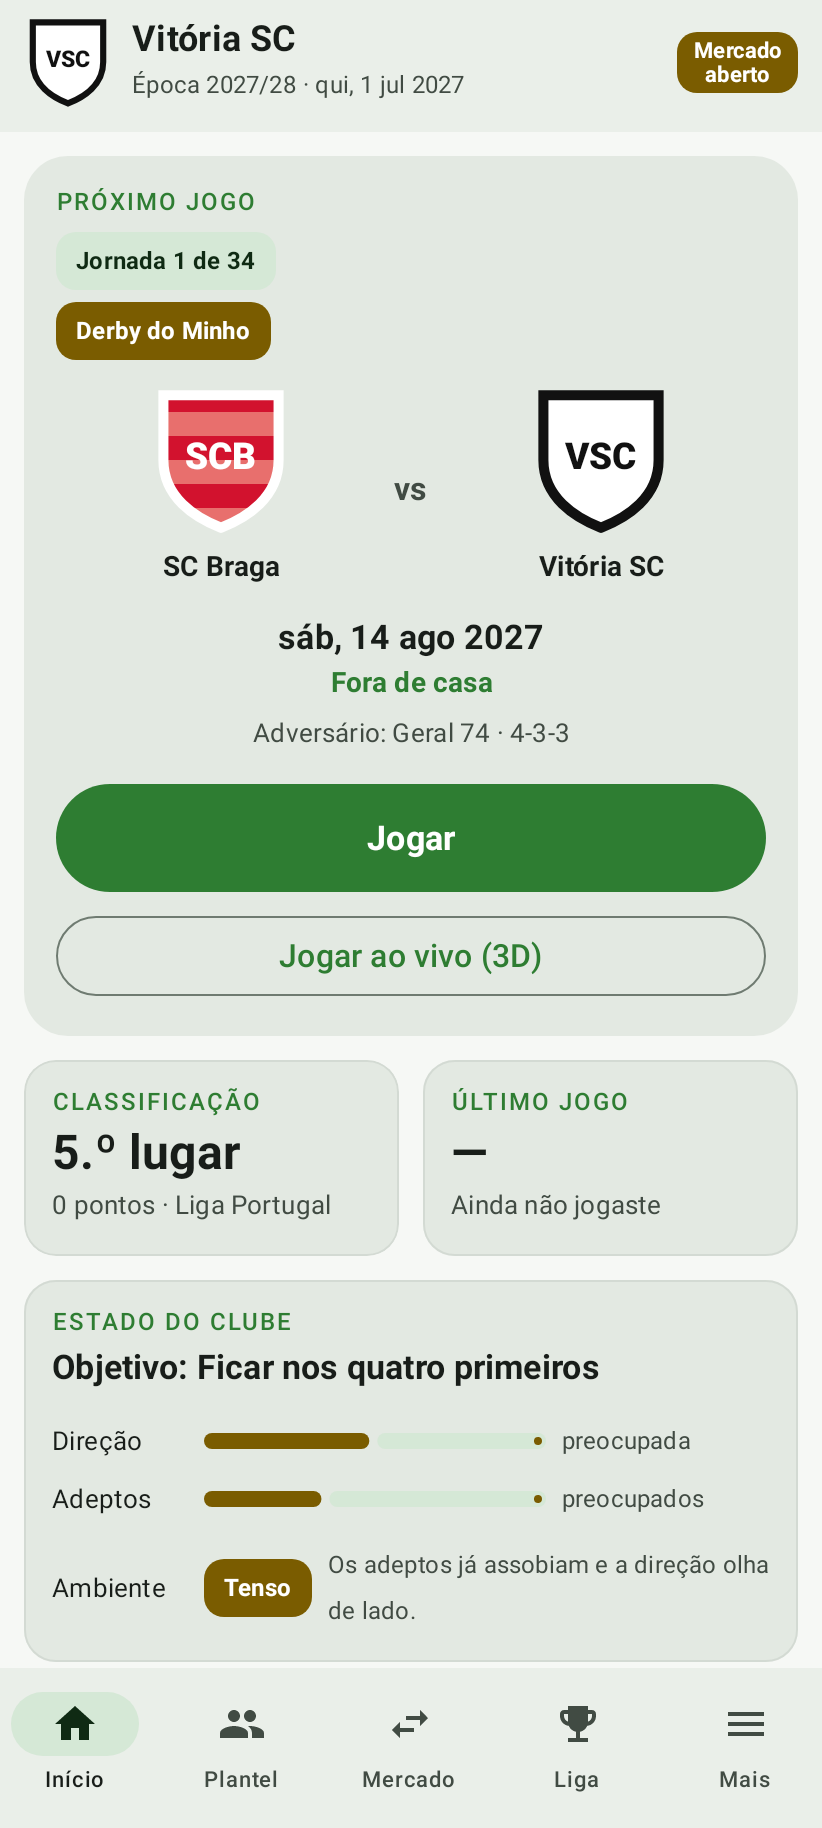 VSC
Vitória SC
Época 2027/28 · qui, 1 jul 2027
Mercado
aberto
PRÓXIMO JOGO
Jornada 1 de 34
Derby do Minho
SCB
vs
VSC
SC Braga
Vitória SC
sáb, 14 ago 2027
Fora de casa
Adversário: Geral 74 · 4-3-3
Jogar
Jogar ao vivo (3D)
CLASSIFICAÇÃO
5.º lugar
0 pontos · Liga Portugal
ÚLTIMO JOGO
—
Ainda não jogaste
ESTADO DO CLUBE
Objetivo: Ficar nos quatro primeiros
Direção preocupada
Adeptos preocupados
Ambiente Tenso Os adeptos já assobiam e a direção olha
de lado.
Início Plantel Mercado Liga Mais